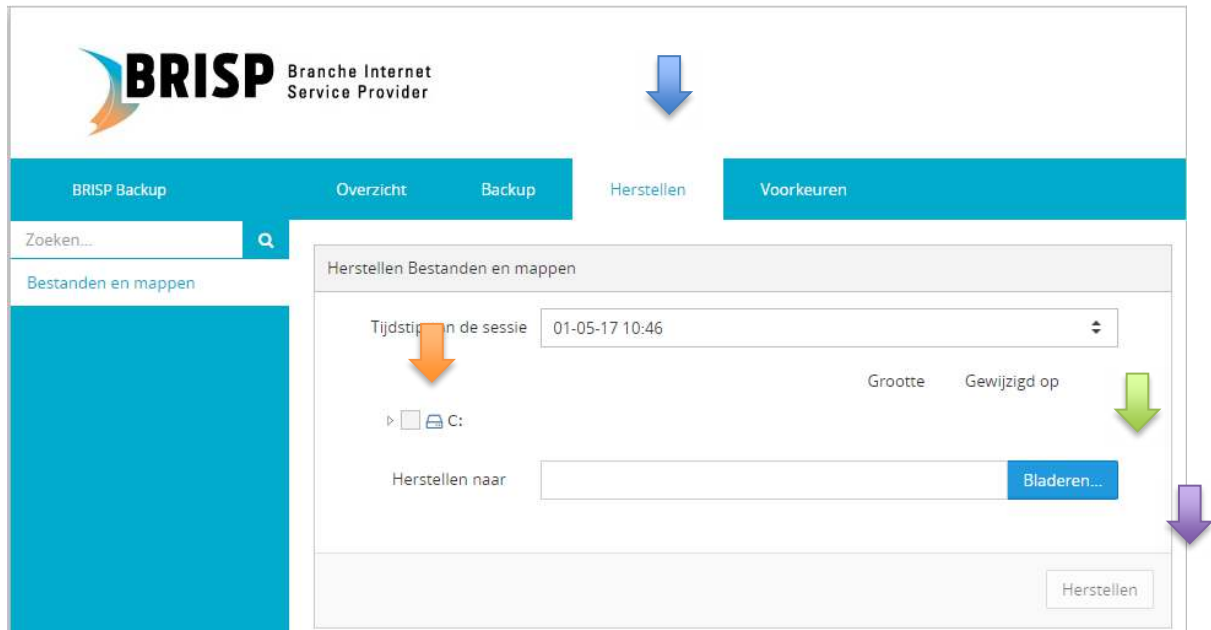 BRISP Branche Internet
Service Provider
BRISP Backup Overzicht Backup Herstellen Voorkeuren
Zoeken...
Bestanden en mappen
Herstellen Bestanden en mappen
Tijdstip an de sessie 01-05-17 10:46
Grootte Gewijzigd op
C:
Herstellen naar Bladeren...
Herstellen